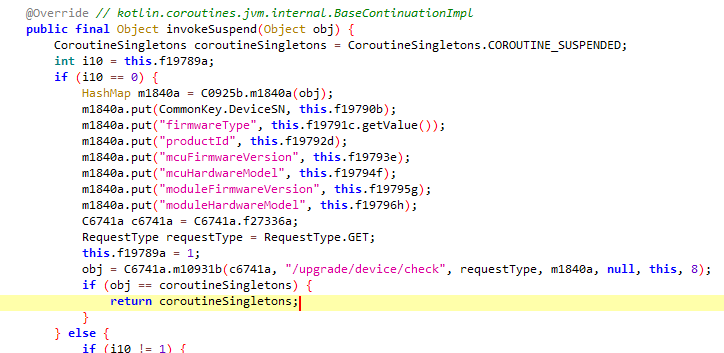 @Override // kotlin.coroutines.jvm.internal.BaseContinuationImpl
public final Object invokeSuspend(Object obj) {
CoroutineSingletons coroutineSingletons = CoroutineSingletons.COROUTINE_SUSPENDED;
int i10 = this.f19789a;
if (i10 == 0) {
HashMap m1840a = C0925b.m1840a(obj);
m1840a.put(CommonKey.DeviceSN, this.f19790b);
m1840a.put("firmwareType", this.f19791c.getValue());
m1840a.put("productId", this.f19792d);
m1840a.put("mcuFirmwareVersion", this.f19793e);
m1840a.put("mcuHardwareModel", this.f19794f);
m1840a.put("moduleFirmwareVersion", this.f19795g);
m1840a.put("moduleHardwareModel", this.f19796h);
C6741a c6741a = C6741a.f27336a;
RequestType requestType = RequestType.GET;
this.f19789a = 1;
obj = C6741a.m10931b(c6741a, "/upgrade/device/check", requestType, m1840a, null, this, 8);
if (obj == coroutineSingletons) {
return coroutineSingletons;
}
} else {
if (i10 != 1) {